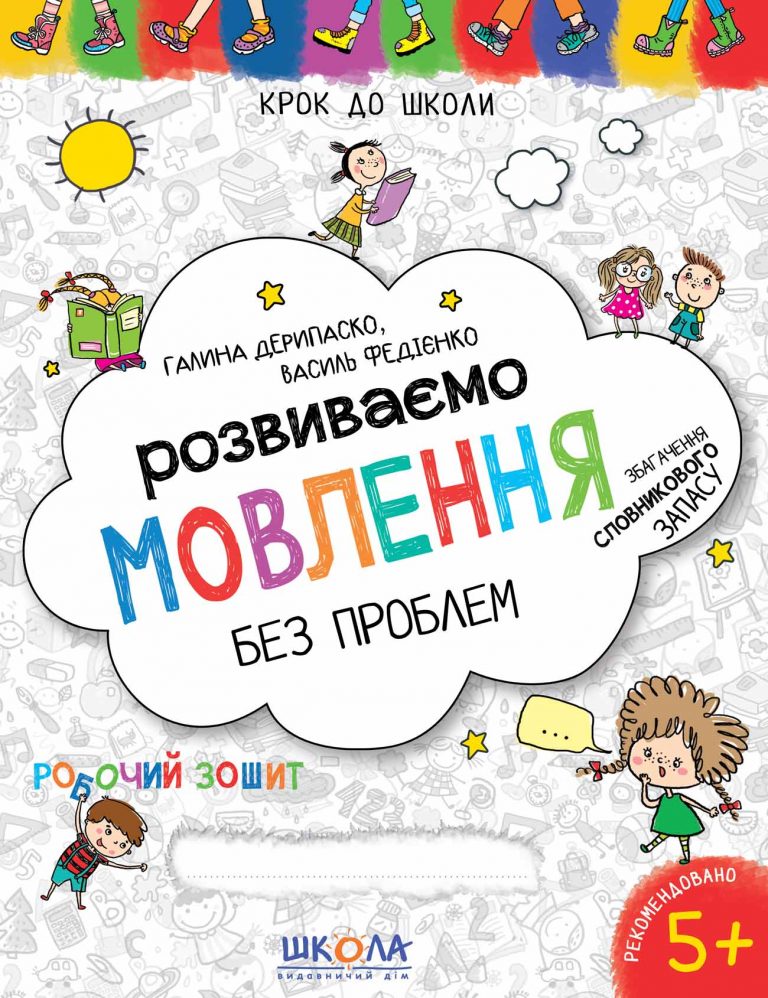 КРОК ДО ШКОЛИ
ГАЛИНА ДЕРИПАСКО,
ВАСИЛЬ ФЕДІЄНКО
РОЗВИВАЄМО
МОВЛЕННЯ
БЕЗ ПРОБЛЕМ
ЗБАГАЧЕННЯ
СЛОВНИКОВОГО
ЗАПАСУ
...
РОБОЧИЙ ЗОШИТ
РЕКОМЕНДОВАНО
5+
ШКОЛА
видавничий дім